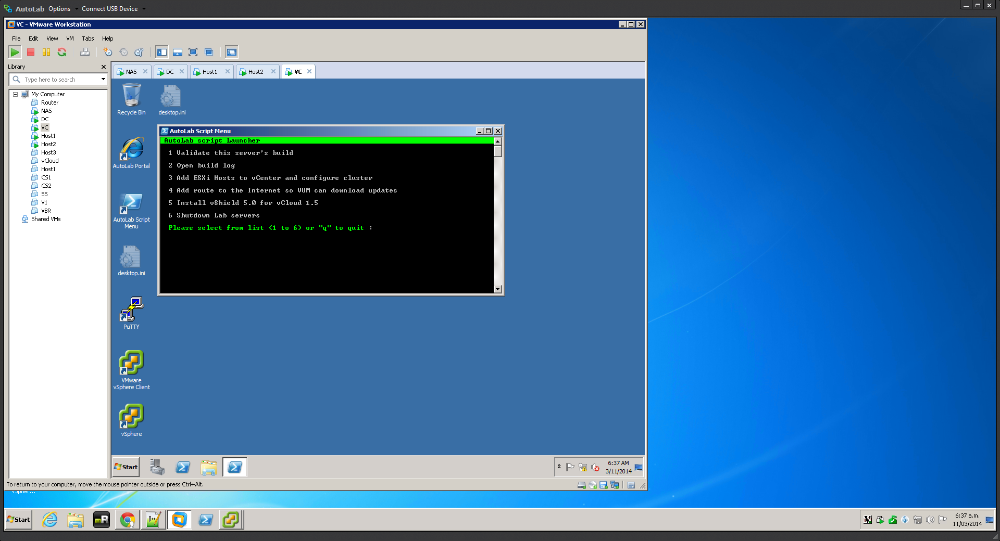 AutoLab Options Connect USB Device
VC - VMware Workstation
File Edit View VM Tabs Help
Library
Type here to search
My Computer
Router
NAS
DC
VC
Host1
Host2
Host3
vCloud
Host1
CS1
CS2
SS
V1
VBR
Shared VMs
NAS DC Host1 Host2 VC
Recycle Bin
desktop.ini
AutoLab Portal
AutoLab Script
Menu
desktop.ini
PuTTY
VMware
vSphere Client
vSphere
AutoLab Script Menu
AutoLab script Launcher
1 Validate this server's build
2 Open build log
3 Add ESXi Hosts to vCenter and configure cluster
4 Add route to the Internet so VUM can download updates
5 Install vShield 5.0 for vCloud 1.5
6 Shutdown Lab servers
Please select from list (1 to 6) or "q" to quit :
Start
6:37 AM
3/11/2014
To return to your computer, move the mouse pointer outside or press Ctrl+Alt.
Start
mR
6:37 a.m.
11/03/2014